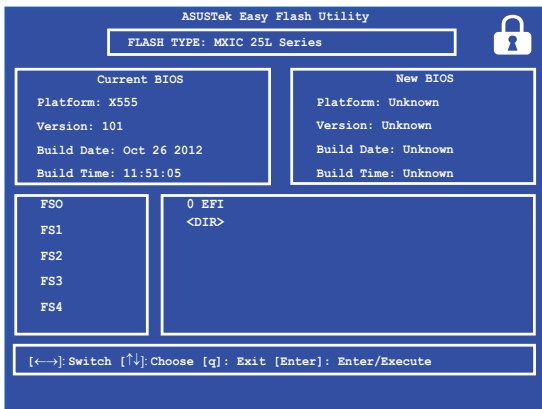 ASUSTek Easy Flash Utility
FLASH TYPE: MXIC 25L Series
Current BIOS
Platform: X555
Version: 101
Build Date: Oct 26 2012
Build Time: 11:51:05
New BIOS
Platform: Unknown
Version: Unknown
Build Date: Unknown
Build Time: Unknown
FSO
FS1
FS2
FS3
FS4
0 EFI
<DIR>
[←→]: Switch [↑↓]: Choose [q]: Exit [Enter]: Enter/Execute